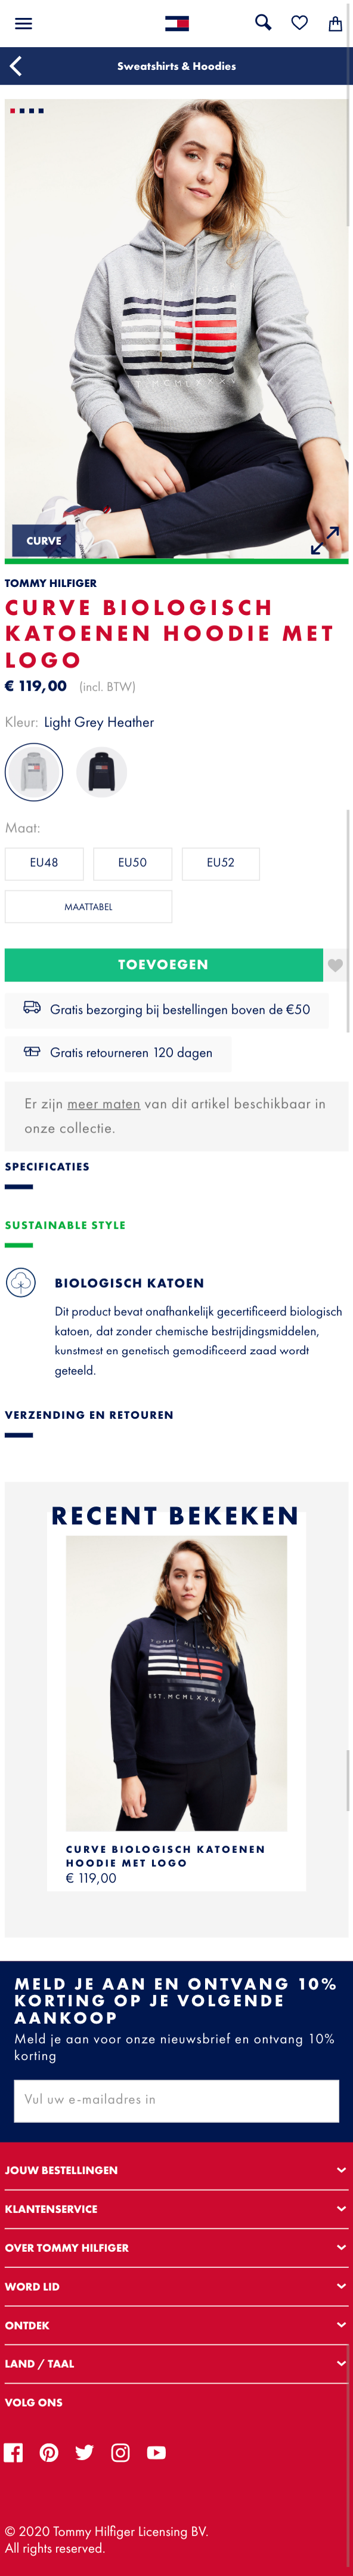 Sweatshirts & Hoodies
CURVE
TOMMY HILFIGER
CURVE BIOLOGISCH
KATOENEN HOODIE MET
LOGO
€ 119,00 (incl. BTW)
Kleur: Light Grey Heather
Maat:
EU48 EU50 EU52
MAATTABEL
TOEVOEGEN
Gratis bezorging bij bestellingen boven de €50
Gratis retourneren 120 dagen
Er zijn meer maten van dit artikel beschikbaar in
onze collectie.
SPECIFICATIES
SUSTAINABLE STYLE
BIOLOGISCH KATOEN
Dit product bevat onafhankelijk gecertificeerd biologisch
katoen, dat zonder chemische bestrijdingsmiddelen,
kunstmest en genetisch gemodificeerd zaad wordt
geteeld.
VERZENDING EN RETOUREN
RECENT BEKEKEN
TOMMY HILFIGER
EST. MCMLXXXV
CURVE BIOLOGISCH KATOENEN
HOODIE MET LOGO
€ 119,00
MELD JE AAN EN ONTVANG 10%
KORTING OP JE VOLGENDE
AANKOOP
Meld je aan voor onze nieuwsbrief en ontvang 10%
korting
Vul uw e-mailadres in
JOUW BESTELLINGEN
KLANTENSERVICE
OVER TOMMY HILFIGER
WORD LID
ONTDEK
LAND / TAAL
VOLG ONS
© 2020 Tommy Hilfiger Licensing BV.
All rights reserved.